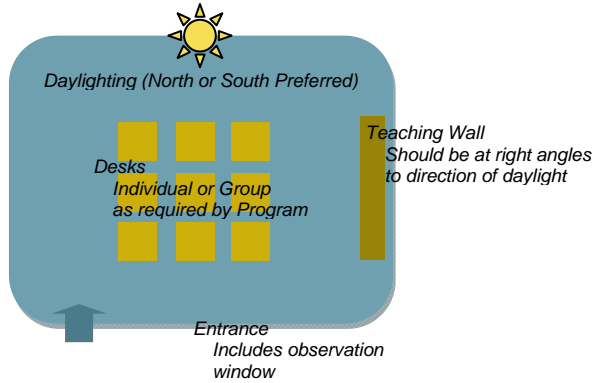 Daylighting (North or South Preferred)
Teaching Wall
Should be at right angles
to direction of daylight
Desks
Individual or Group
as required by Program
Entrance
Includes observation
window